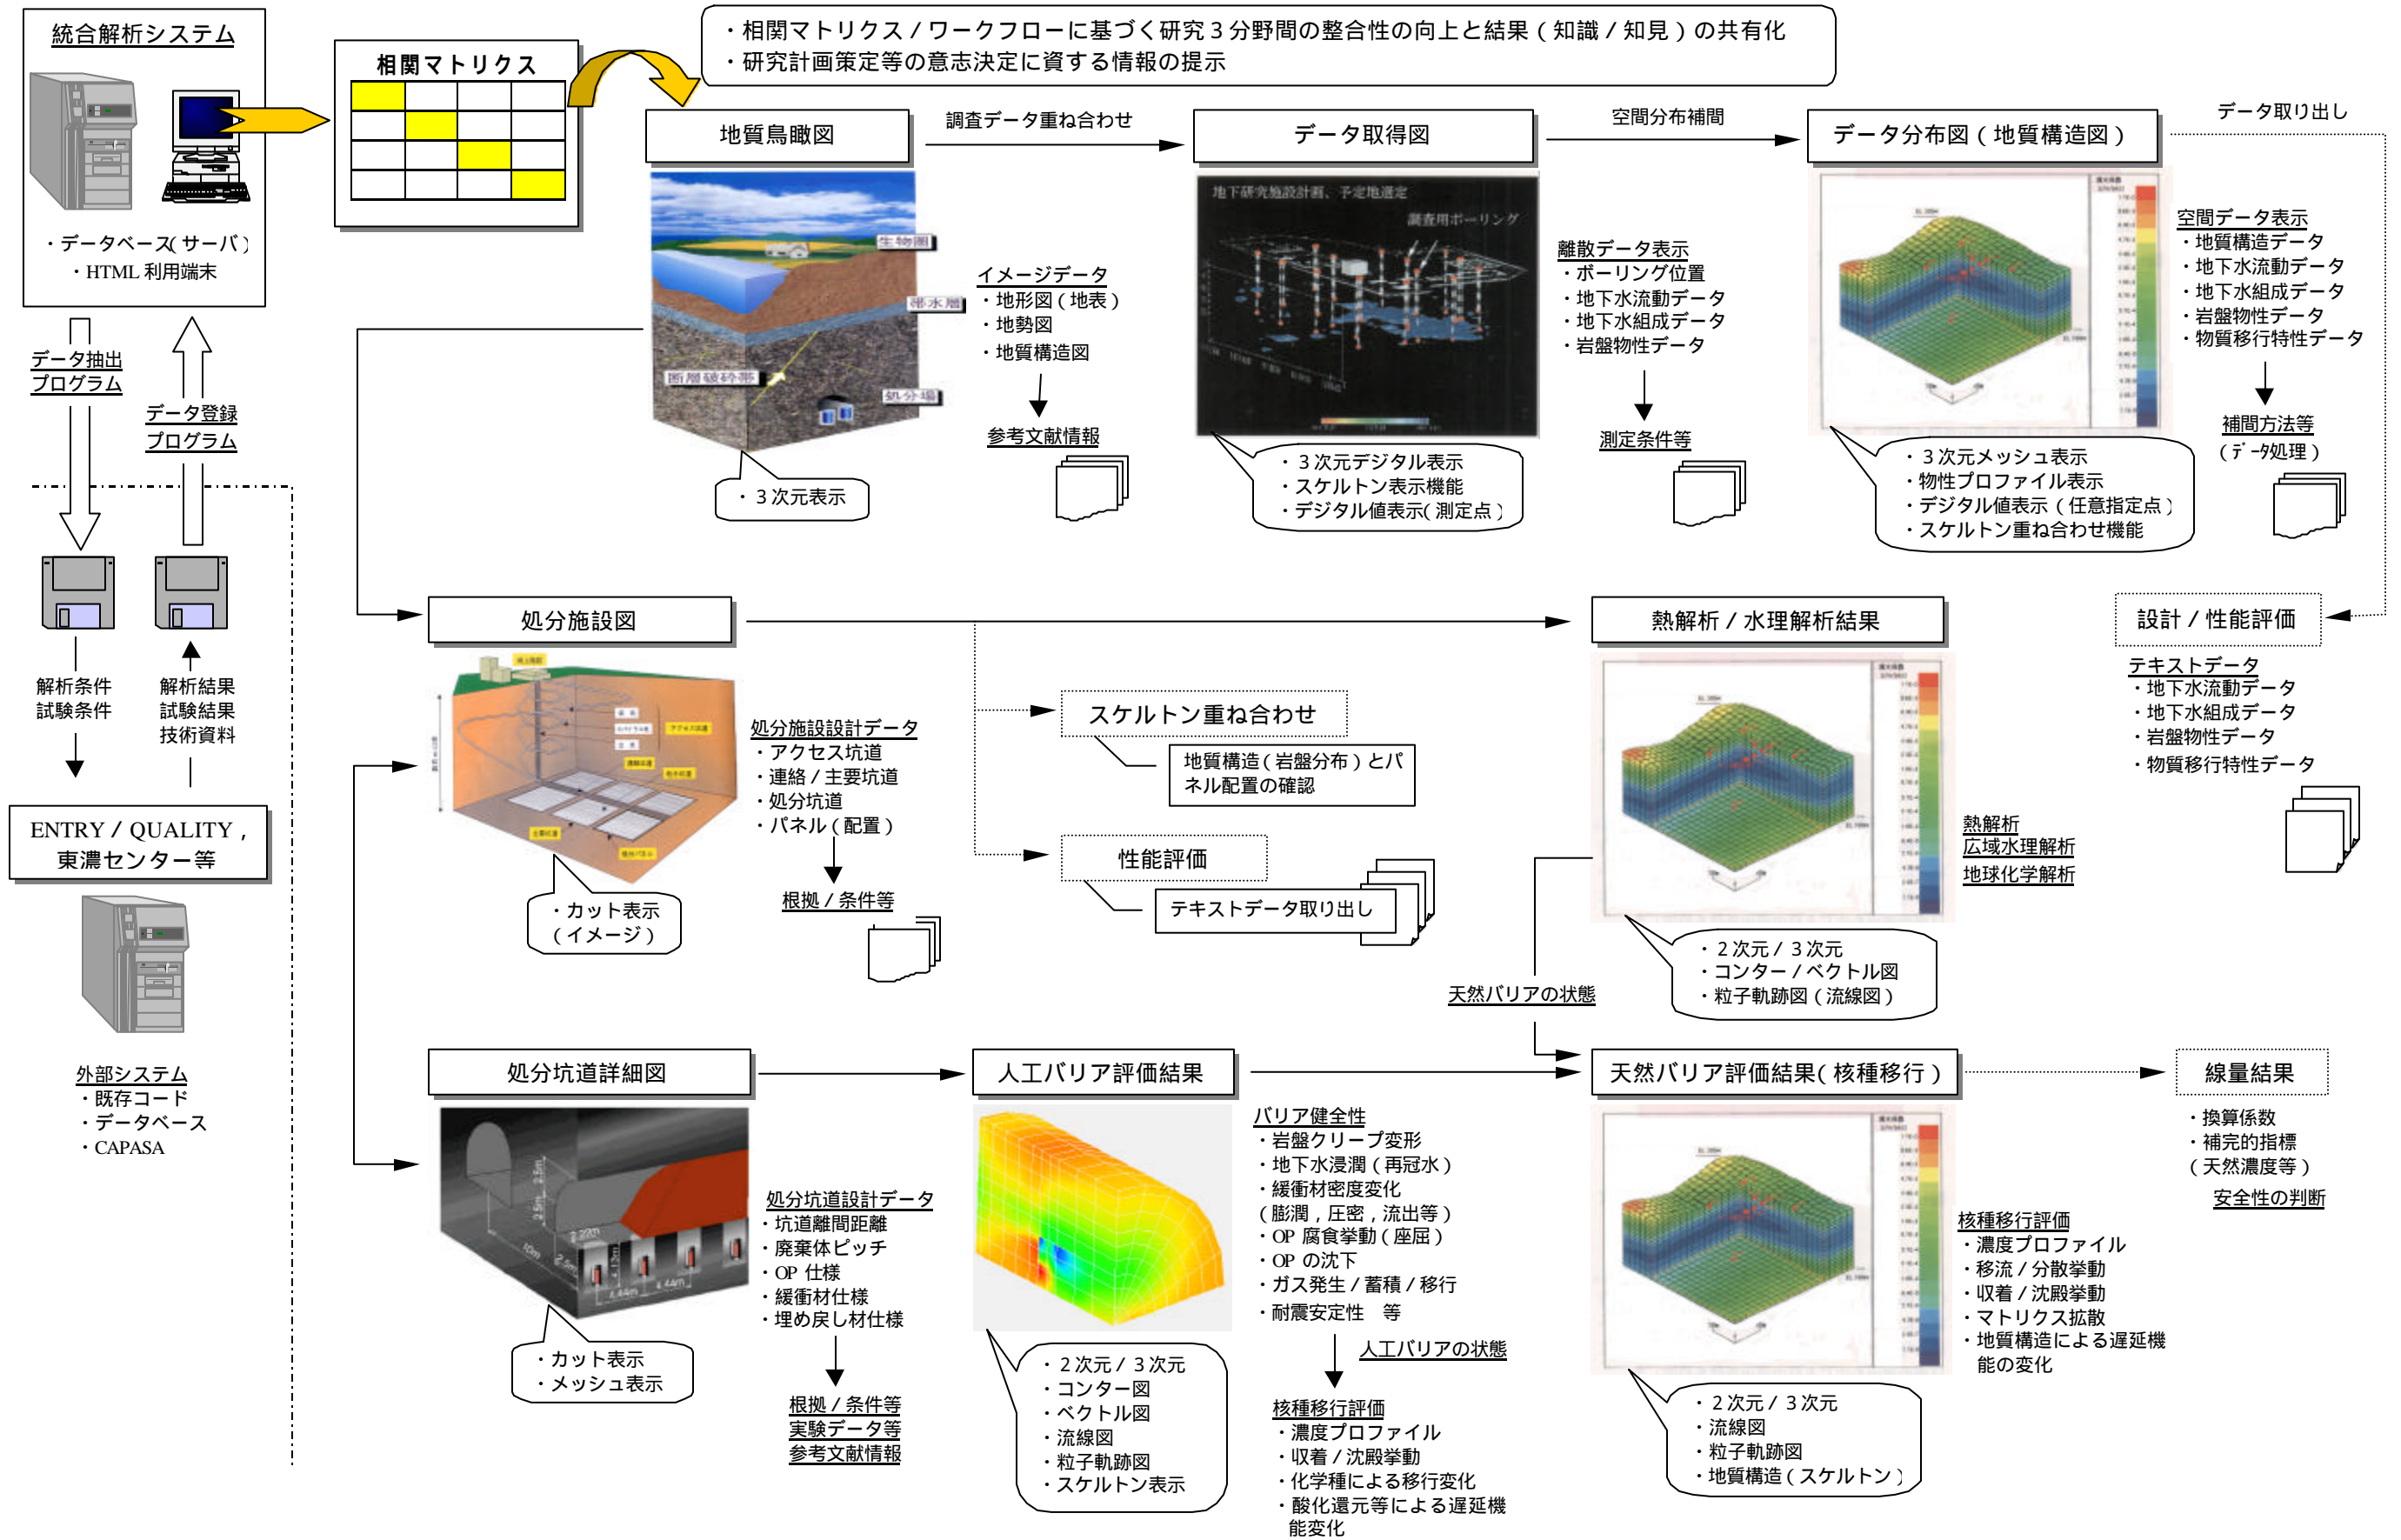 統合解析システム
・データベース(サーバ)
・HTML 利用端末
相関マトリクス
・相関マトリクス/ワークフローに基づく研究3分野間の整合性の向上と結果(知識/知見)の共有化
・研究計画策定等の意志決定に資する情報の提示
データ抽出
プログラム
データ登録
プログラム
解析条件
試験条件
解析結果
試験結果
技術資料
ENTRY / QUALITY ,
東濃センター等
外部システム
・既存コード
・データベース
・CAPASA
地質鳥瞰図
調査データ重ね合わせ
生物圏
帯水層
断層破砕帯
処分場
・3次元表示
イメージデータ
・地形図(地表)
・地勢図
・地質構造図
参考文献情報
データ取得図
空間分布補間
地下研究施設計画、予定地選定
調査用ボーリング
・3次元デジタル表示
・スケルトン表示機能
・デジタル値表示(測定点)
離散データ表示
・ボーリング位置
・地下水流動データ
・地下水組成データ
・岩盤物性データ
測定条件等
データ分布図(地質構造図)
データ取り出し
・3次元メッシュ表示
・物性プロファイル表示
・デジタル値表示(任意指定点)
・スケルトン重ね合わせ機能
空間データ表示
・地質構造データ
・地下水流動データ
・地下水組成データ
・岩盤物性データ
・物質移行特性データ
補間方法等
(データ処理)
処分施設図
アクセス坑道
・カット表示
(イメージ)
処分施設設計データ
・アクセス坑道
・連絡/主要坑道
・処分坑道
・パネル(配置)
根拠/条件等
スケルトン重ね合わせ
地質構造(岩盤分布)とパ
ネル配置の確認
性能評価
テキストデータ取り出し
熱解析/水理解析結果
熱解析
広域水理解析
地球化学解析
・2次元/3次元
・コンター/ベクトル図
・粒子軌跡図(流線図)
天然バリアの状態
設計/性能評価
テキストデータ
・地下水流動データ
・地下水組成データ
・岩盤物性データ
・物質移行特性データ
処分坑道詳細図
10m
4.44m
4.44m
・カット表示
・メッシュ表示
処分坑道設計データ
・坑道離間距離
・廃棄体ピッチ
・OP 仕様
・緩衝材仕様
・埋め戻し材仕様
根拠/条件等
実験データ等
参考文献情報
人工バリア評価結果
・2次元/3次元
・コンター図
・ベクトル図
・流線図
・粒子軌跡図
・スケルトン表示
バリア健全性
・岩盤クリープ変形
・地下水浸潤(再冠水)
・緩衝材密度変化
(膨潤,圧密,流出等)
・OP 腐食挙動(座屈)
・OP の沈下
・ガス発生/蓄積/移行
・耐震安定性 等
人工バリアの状態
核種移行評価
・濃度プロファイル
・収着/沈殿挙動
・化学種による移行変化
・酸化還元等による遅延機
能変化
天然バリア評価結果(核種移行)
・2次元/3次元
・流線図
・粒子軌跡図
・地質構造(スケルトン)
核種移行評価
・濃度プロファイル
・移流/分散挙動
・収着/沈殿挙動
・マトリクス拡散
・地質構造による遅延機
能の変化
線量結果
・換算係数
・補完的指標
(天然濃度等)
安全性の判断